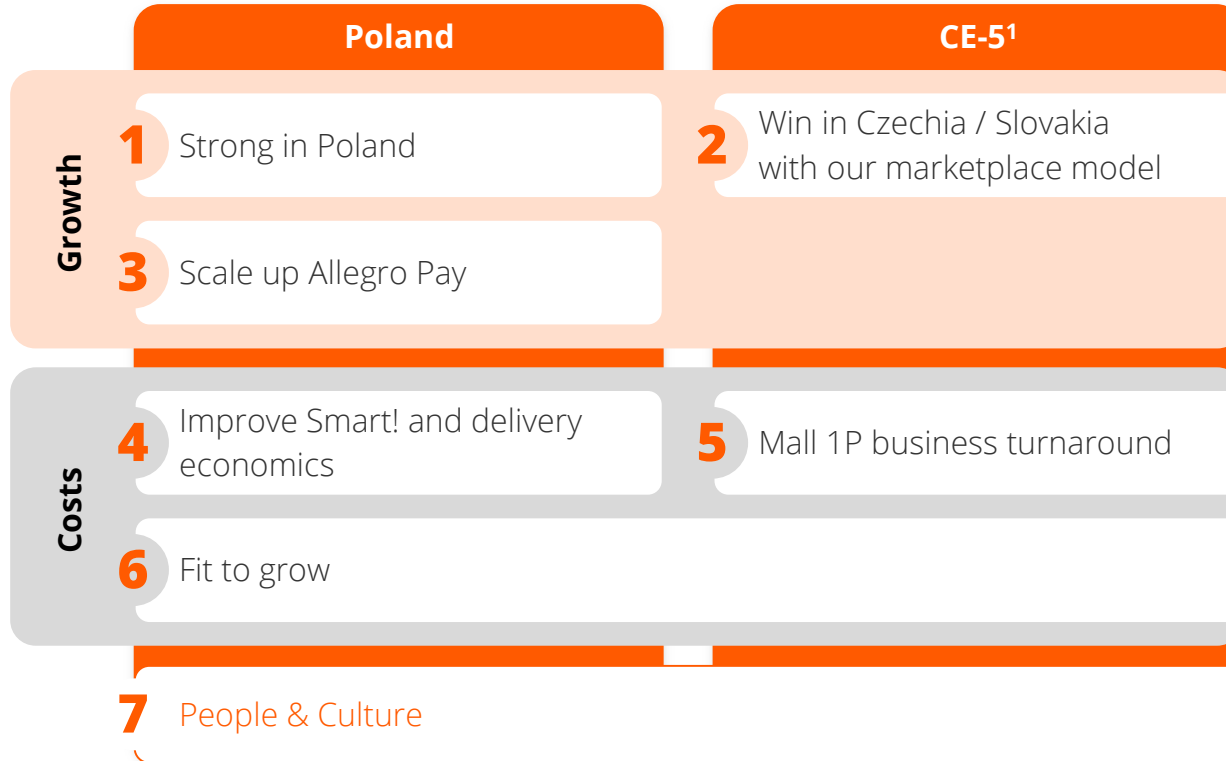 Poland
CE-5¹
Growth
1
Strong in Poland
2
Win in Czechia / Slovakia
with our marketplace model
3
Scale up Allegro Pay
Costs
4
Improve Smart! and delivery
economics
5
Mall 1P business turnaround
6
Fit to grow
7
People & Culture